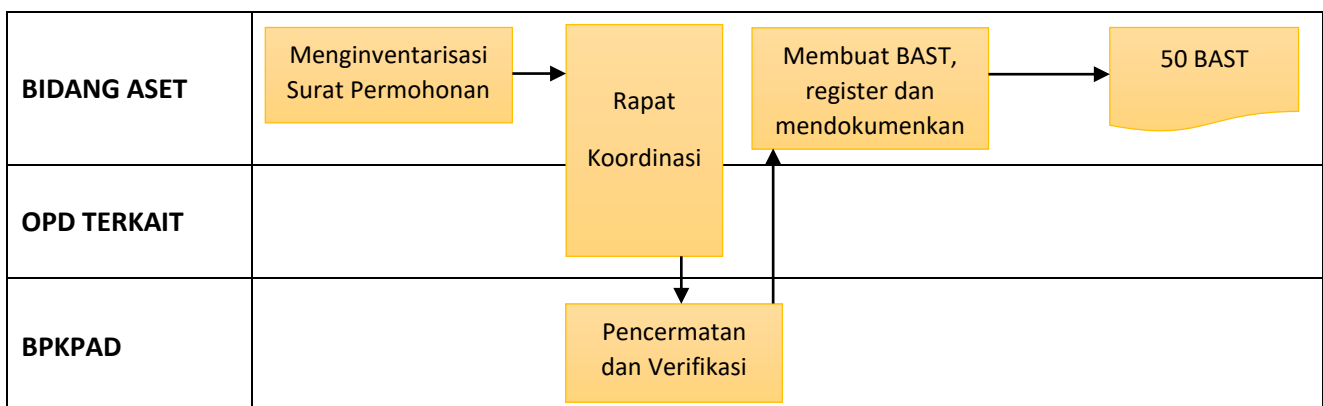 BIDANG ASET
Menginventarisasi
Surat Permohonan
Rapat
Koordinasi
Membuat BAST,
register dan
mendokumenkan
50 BAST
OPD TERKAIT
BPKPAD
Pencermatan
dan Verifikasi